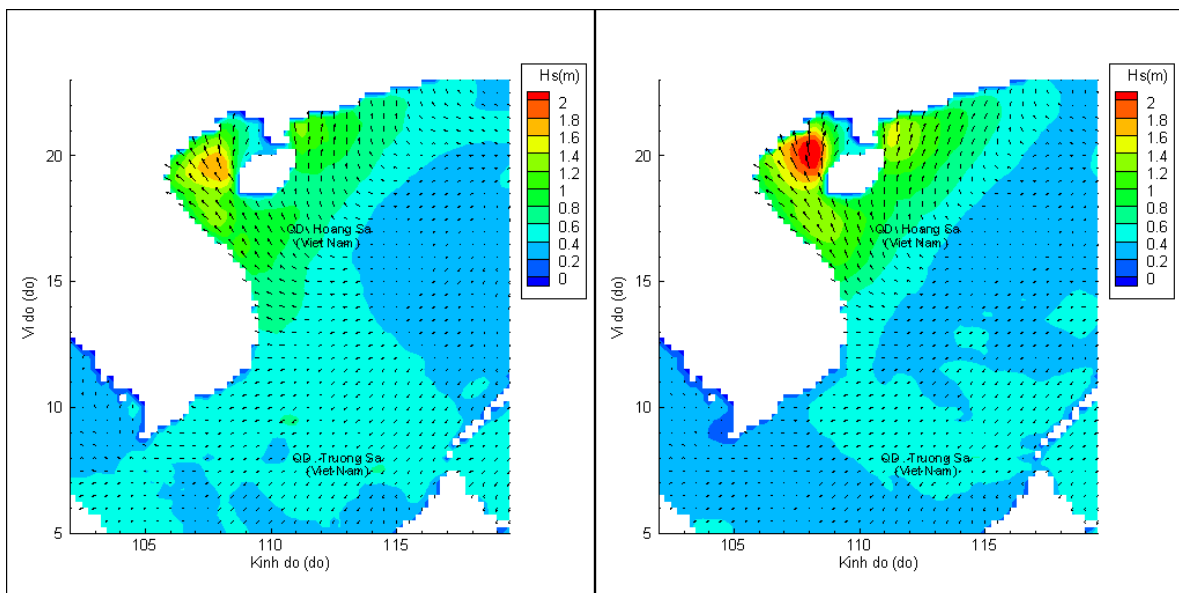 Hs(m)
2
1.8
1.6
1.4
1.2
1
0.8
0.6
0.4
0.2
0
20
15
10
5
Vi do (do)
QD. Hoang Sa
(Viet Nam)
QD. Truong Sa
(Viet Nam)
105
110
115
Kinh do (do)
Hs(m)
2
1.8
1.6
1.4
1.2
1
0.8
0.6
0.4
0.2
0
20
15
10
5
Vi do (do)
QD. Hoang Sa
(Viet Nam)
QD. Truong Sa
(Viet Nam)
105
110
115
Kinh do (do)